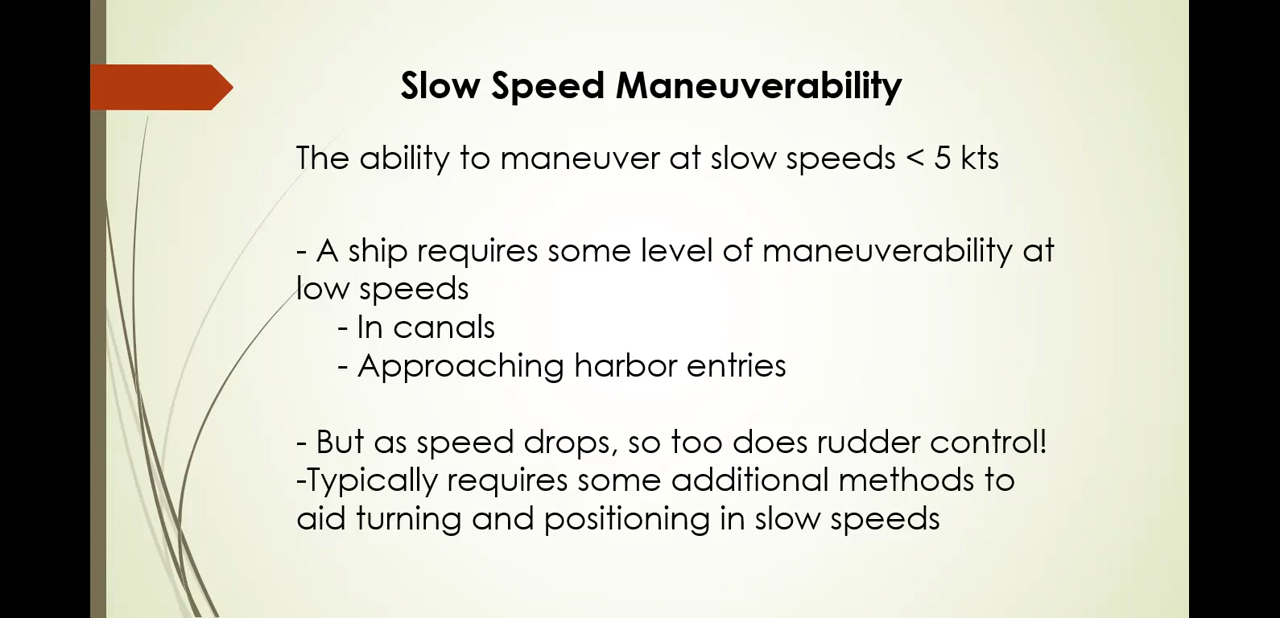 Slow Speed Maneuverability
The ability to maneuver at slow speeds < 5 kts
- A ship requires some level of maneuverability at
low speeds
- In canals
- Approaching harbor entries
- But as speed drops, so too does rudder control!
-Typically requires some additional methods to
aid turning and positioning in slow speeds